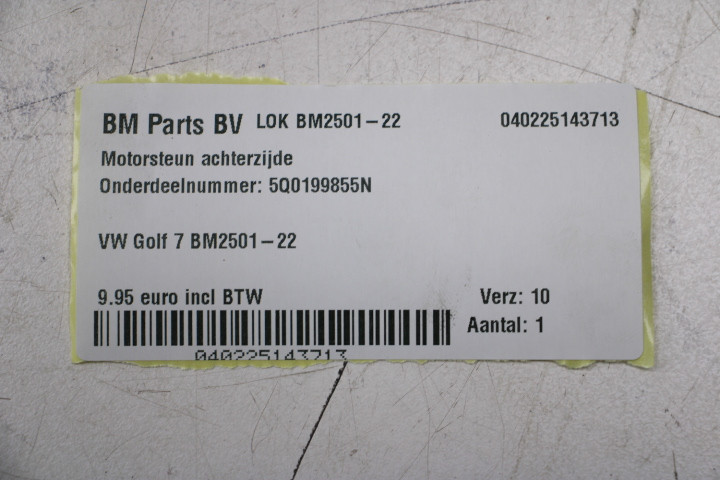 BM Parts BV LOK BM2501-22 040225143713
Motorsteun achterzijde
Onderdeelnummer: 5Q0199855N
VW Golf 7 BM2501-22
9.95 euro incl BTW Verz: 10
Aantal: 1
040225143713